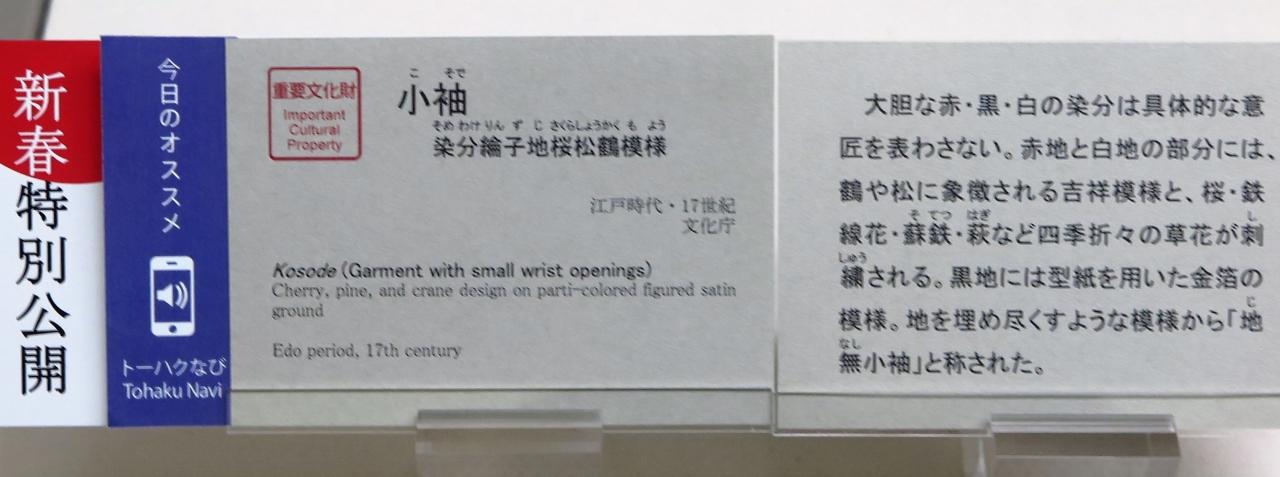 新春特別公開
今日のオススメ
トーハクなび
Tohaku Navi
重要文化財
Important
Cultural
Property
こ そで
小袖
そめ わけ りん ず じ さくらしょうかく も よう
染分綸子地桜松鶴模様
江戸時代・17世紀
文化庁
Kosode (Garment with small wrist openings)
Cherry, pine, and crane design on parti-colored figured satin
ground
Edo period, 17th century
大胆な赤・黒・白の染分は具体的な意
匠を表わさない。赤地と白地の部分には、
鶴や松に象徴される吉祥模様と、桜・鉄
そ てつ はぎ し
線花・蘇鉄・萩など四季折々の草花が刺
しゅう
繍される。黒地には型紙を用いた金箔の
じ
模様。地を埋め尽くすような模様から「地
なし
無小袖」と称された。